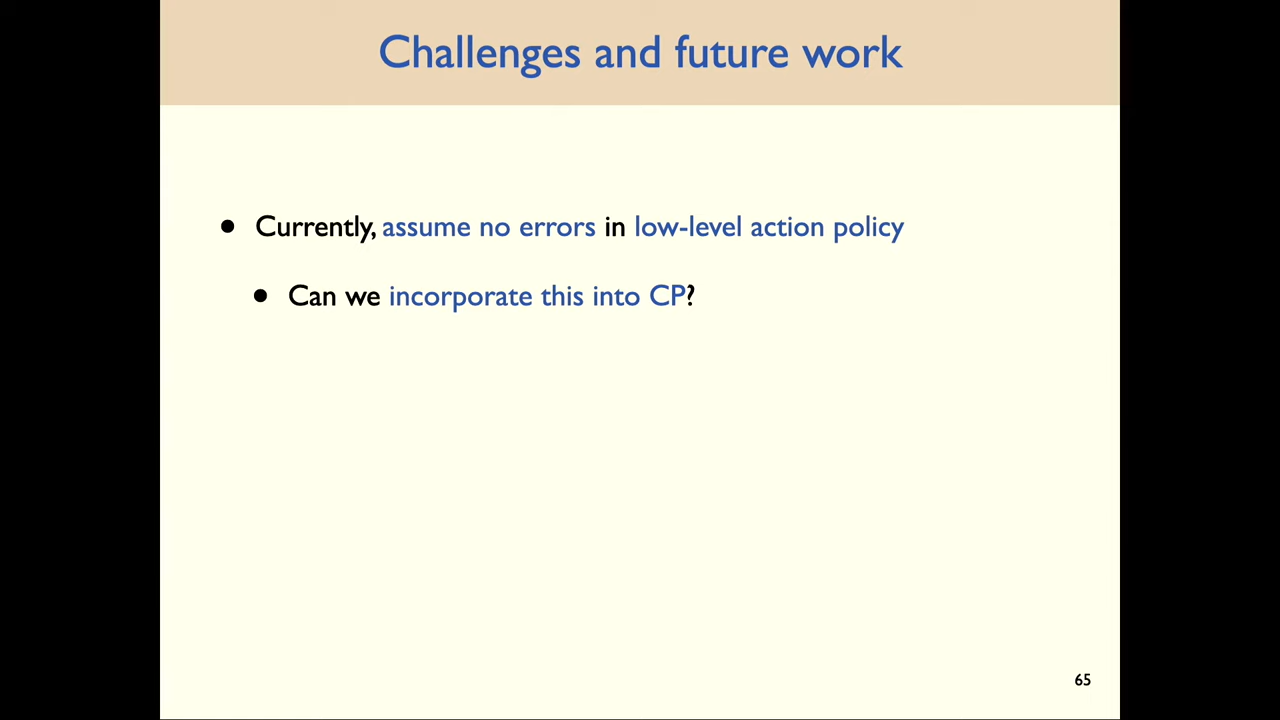 Challenges and future work
• Currently, assume no errors in low-level action policy
• Can we incorporate this into CP?
65